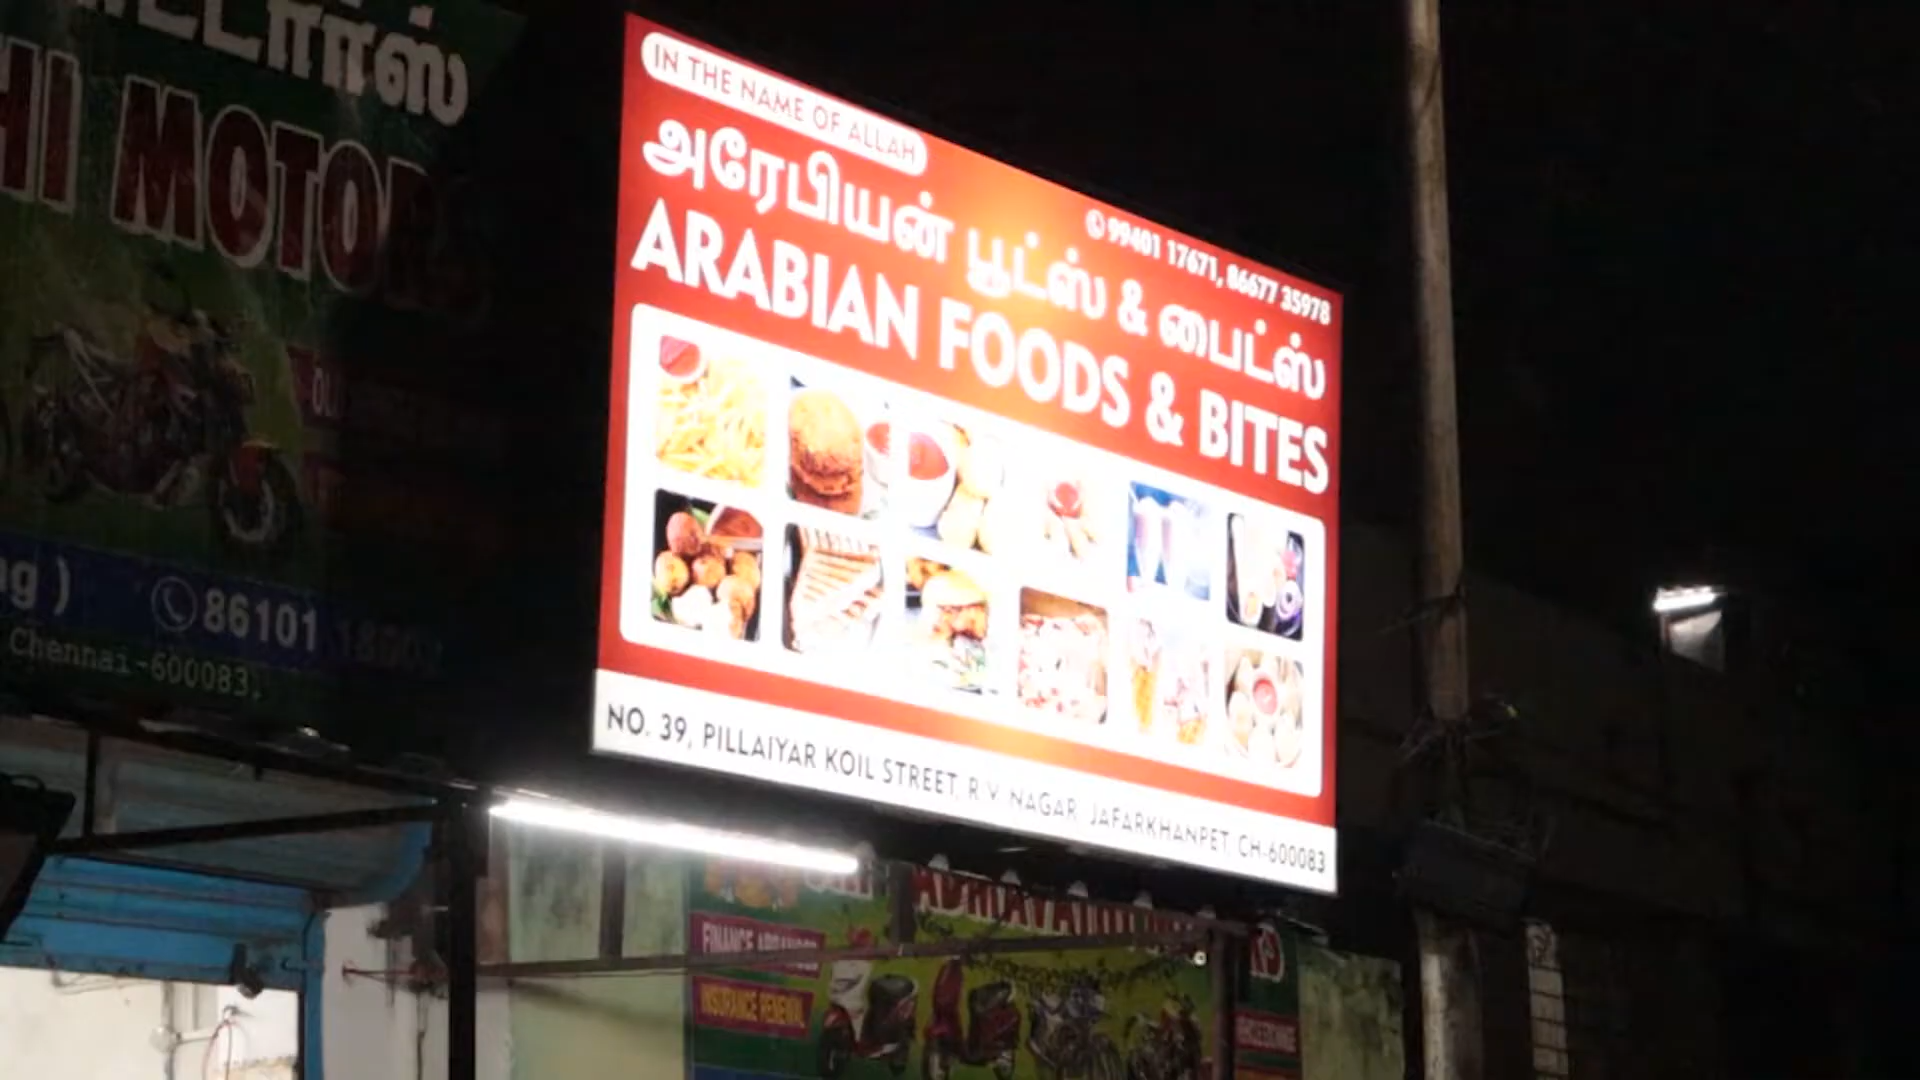 HI MOTOR
ng )
86101
Chennai-600083.
IN THE NAME OF ALLAH
99401 17671, 86677 35978
அரேபியன் பூட்ஸ் & பைட்ஸ்
ARABIAN FOODS & BITES
NO. 39, PILLAIYAR KOIL STREET, R.V. NAGAR, JAFARKHANPET, CH-600083
FINANCE ARRANGED
INSURANCE RENEWAL